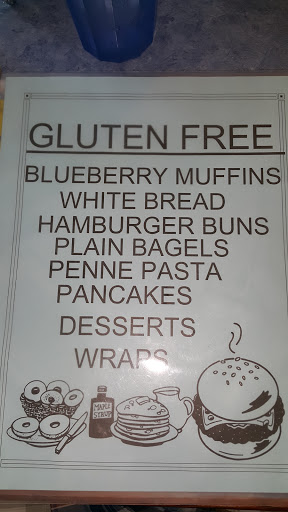 GLUTEN FREE
BLUEBERRY MUFFINS
WHITE BREAD
HAMBURGER BUNS
PLAIN BAGELS
PENNE PASTA
PANCAKES
DESSERTS
WRAPS
MAPLE
SYRUP